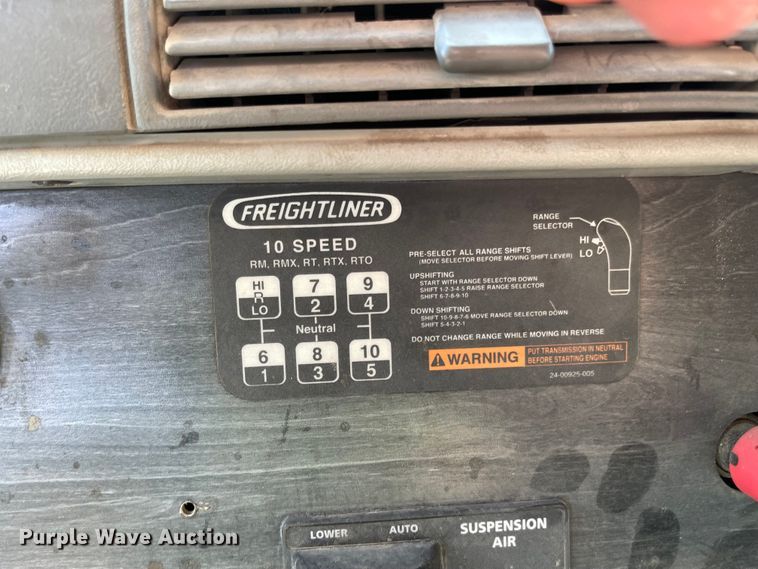 FREIGHTLINER
10 SPEED
RM, RMX, RT, RTX, RTO
HI
R
LO
7
2
9
4
Neutral
6
1
8
3
10
5
RANGE
SELECTOR
HI
LO
PRE-SELECT ALL RANGE SHIFTS
(MOVE SELECTOR BEFORE MOVING SHIFT LEVER)
UPSHIFTING
START WITH RANGE SELECTOR DOWN
SHIFT 1-2-3-4-5 RAISE RANGE SELECTOR
SHIFT 6-7-8-9-10
DOWN SHIFTING
SHIFT 10-9-8-7-6 MOVE RANGE SELECTOR DOWN
SHIFT 5-4-3-2-1
DO NOT CHANGE RANGE WHILE MOVING IN REVERSE
WARNING
PUT TRANSMISSION IN NEUTRAL
BEFORE STARTING ENGINE
24-00925-005
LOWER
AUTO
SUSPENSION
AIR
Purple Wave Auction